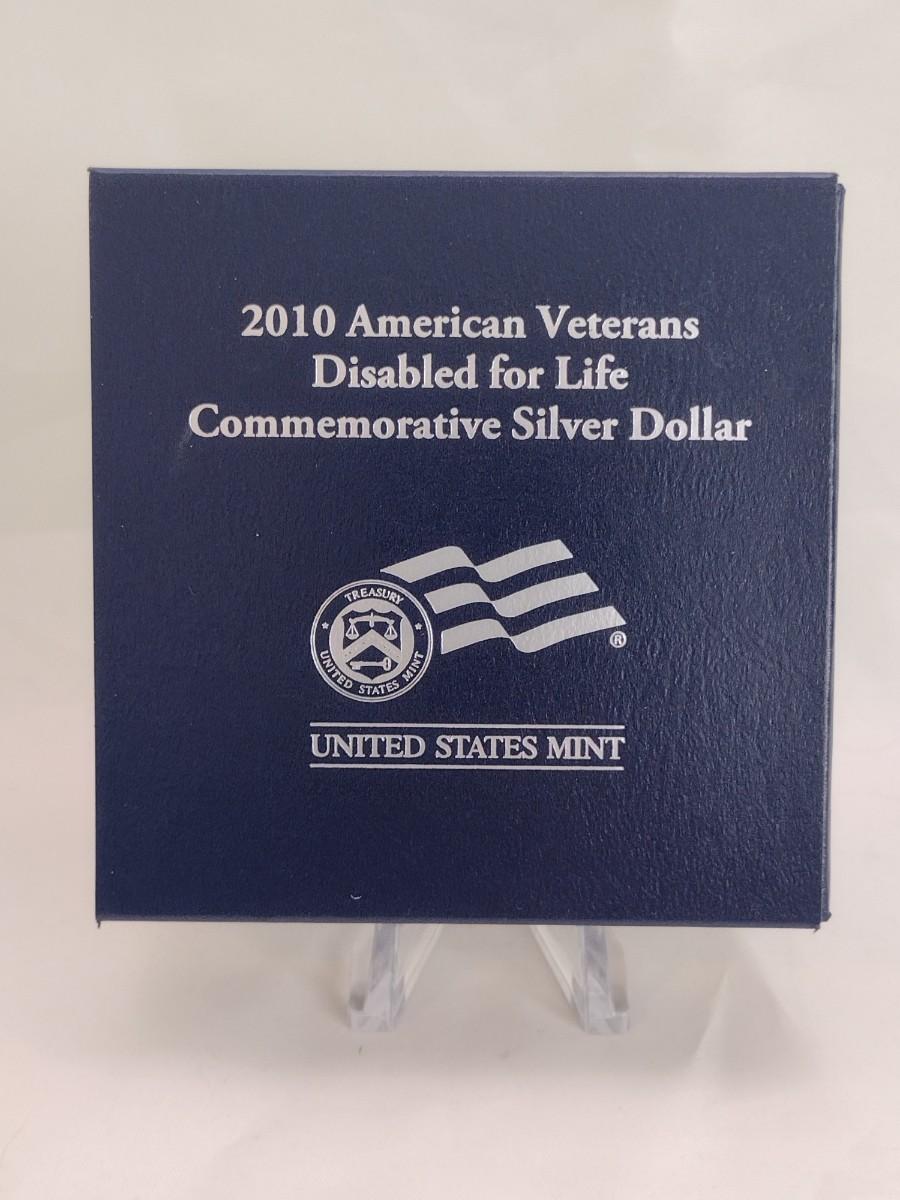 2010 American Veterans
Disabled for Life
Commemorative Silver Dollar
TREASURY
UNITED STATES MINT
®
UNITED STATES MINT